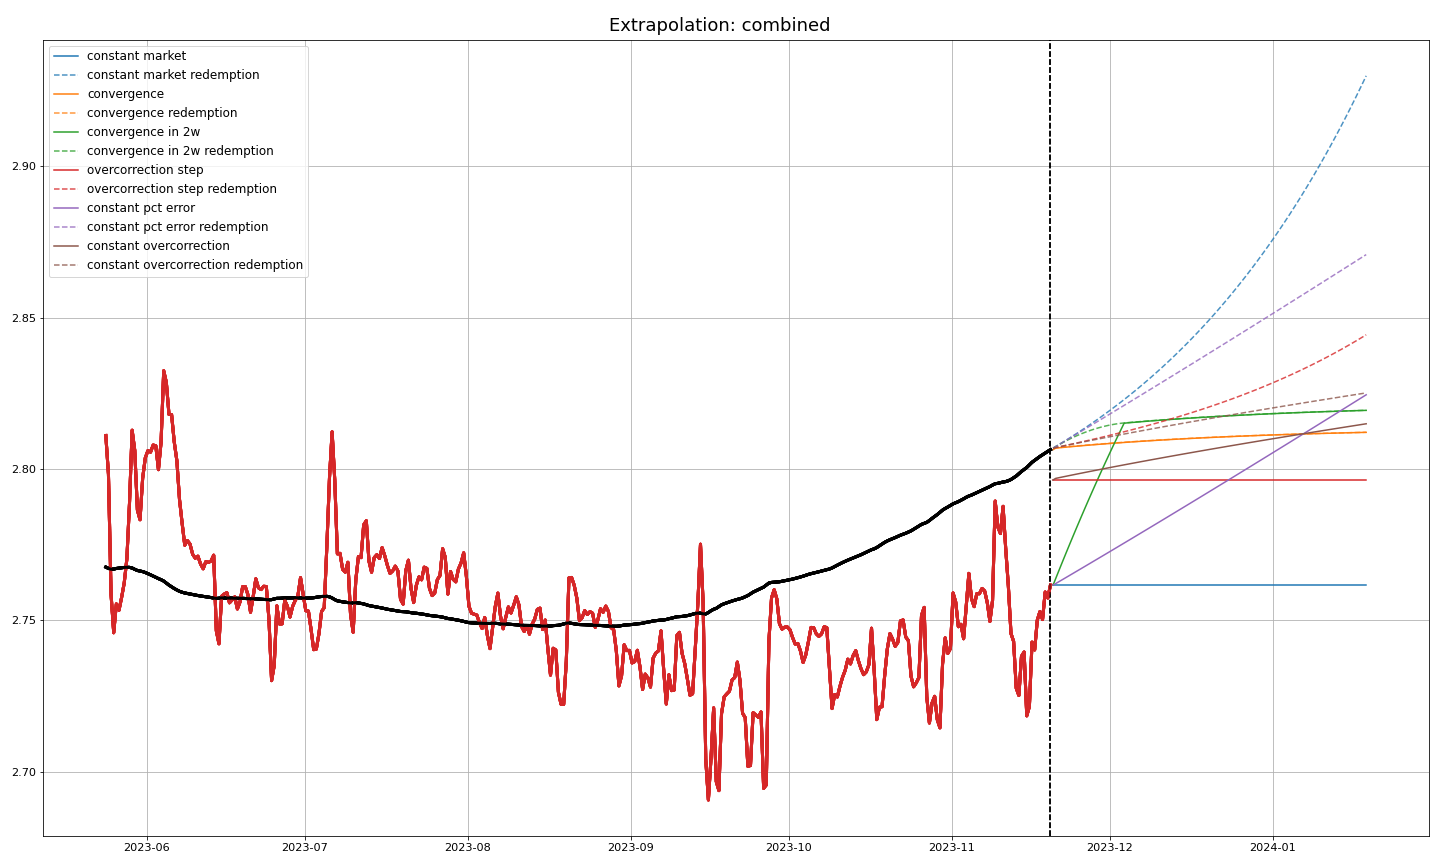 Extrapolation: combined
constant market
constant market redemption
convergence
convergence redemption
convergence in 2w
convergence in 2w redemption
overcorrection step
overcorrection step redemption
constant pct error
constant pct error redemption
constant overcorrection
constant overcorrection redemption
2.90
2.85
2.80
2.75
2.70
2023-06
2023-07
2023-08
2023-09
2023-10
2023-11
2023-12
2024-01